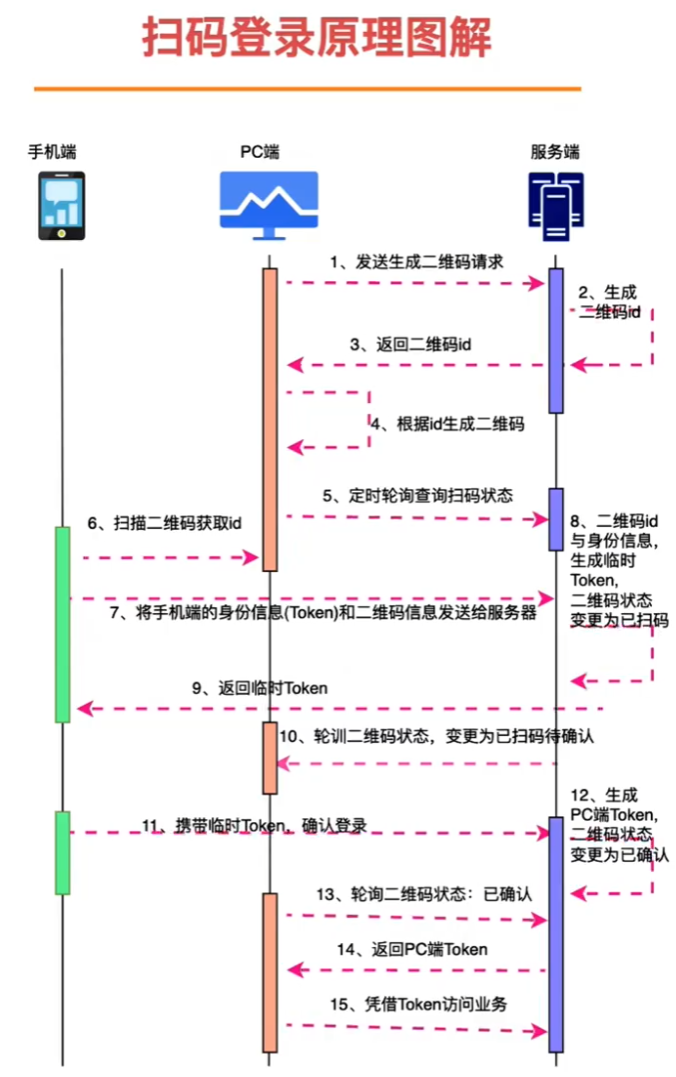 扫码登录原理图解
手机端
PC端
服务端
1、发送生成二维码请求
2、生成
二维码id
3、返回二维码id
4、根据id生成二维码
5、定时轮询查询扫码状态
6、扫描二维码获取id
7、将手机端的身份信息(Token)和二维码信息发送给服务器
8、二维码id
与身份信息，
生成临时
Token，
二维码状态
变更为已扫码
9、返回临时Token
10、轮训二维码状态，变更为已扫码待确认
11、携带临时Token，确认登录
12、生成
PC端Token，
二维码状态
变更为已确认
13、轮询二维码状态：已确认
14、返回PC端Token
15、凭借Token访问业务